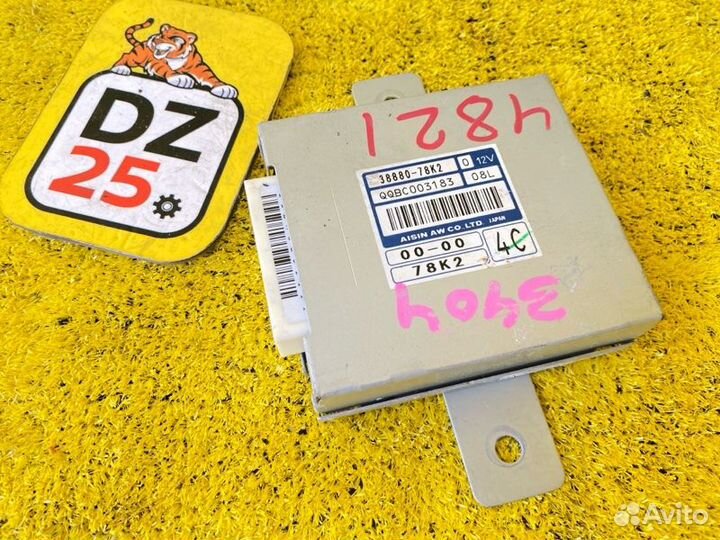 DZ
25
4821
38880-78K2 0 12V
QQBC003183 08L
AISIN AW CO.,LTD. JAPAN
00-00 4C
78K2
3404
Avito